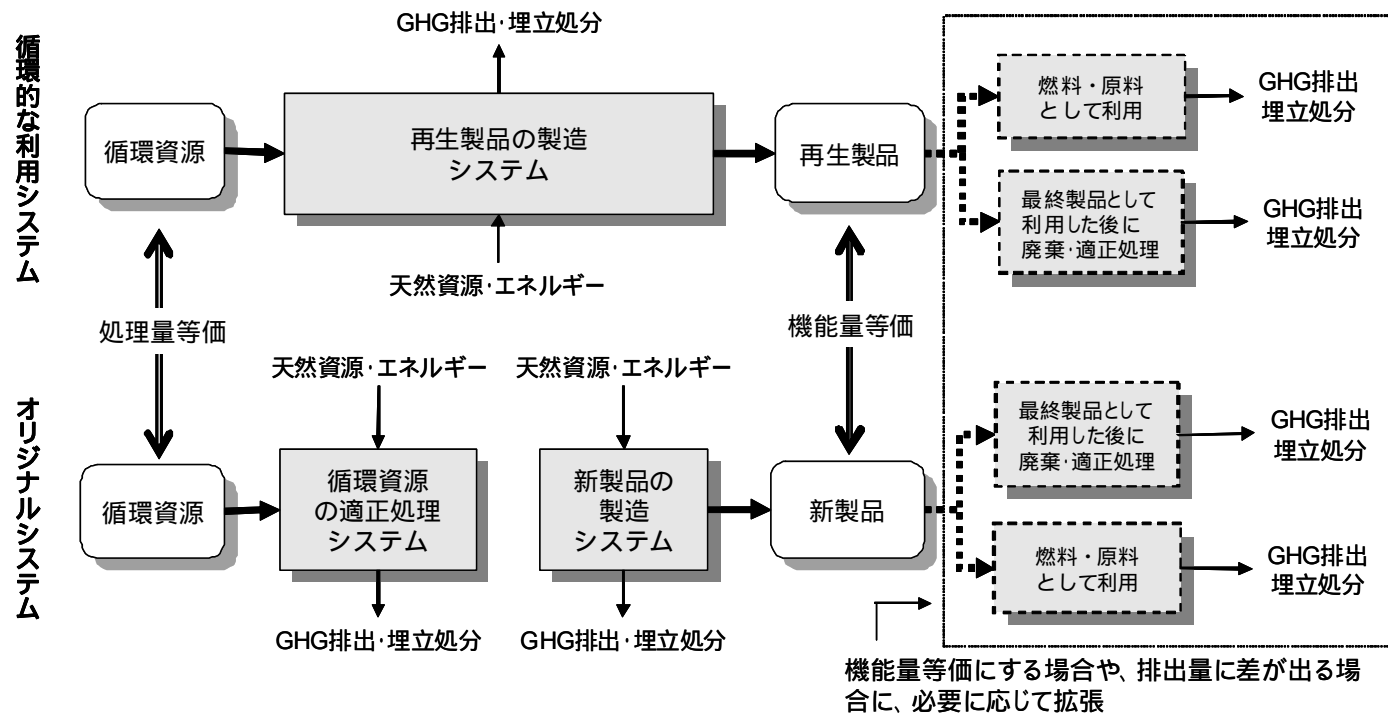 循環的な利用システム
GHG排出･埋立処分
循環資源
再生製品の製造
システム
再生製品
天然資源･エネルギー
燃料・原料
として利用
GHG排出
埋立処分
最終製品として
利用した後に
廃棄･適正処理
GHG排出
埋立処分
処理量等価
機能量等価
オリジナルシステム
天然資源･エネルギー
天然資源･エネルギー
循環資源
循環資源
の適正処理
システム
新製品の
製造
システム
新製品
GHG排出･埋立処分
GHG排出･埋立処分
最終製品として
利用した後に
廃棄･適正処理
GHG排出
埋立処分
燃料・原料
として利用
GHG排出
埋立処分
機能量等価にする場合や、排出量に差が出る場
合に、必要に応じて拡張